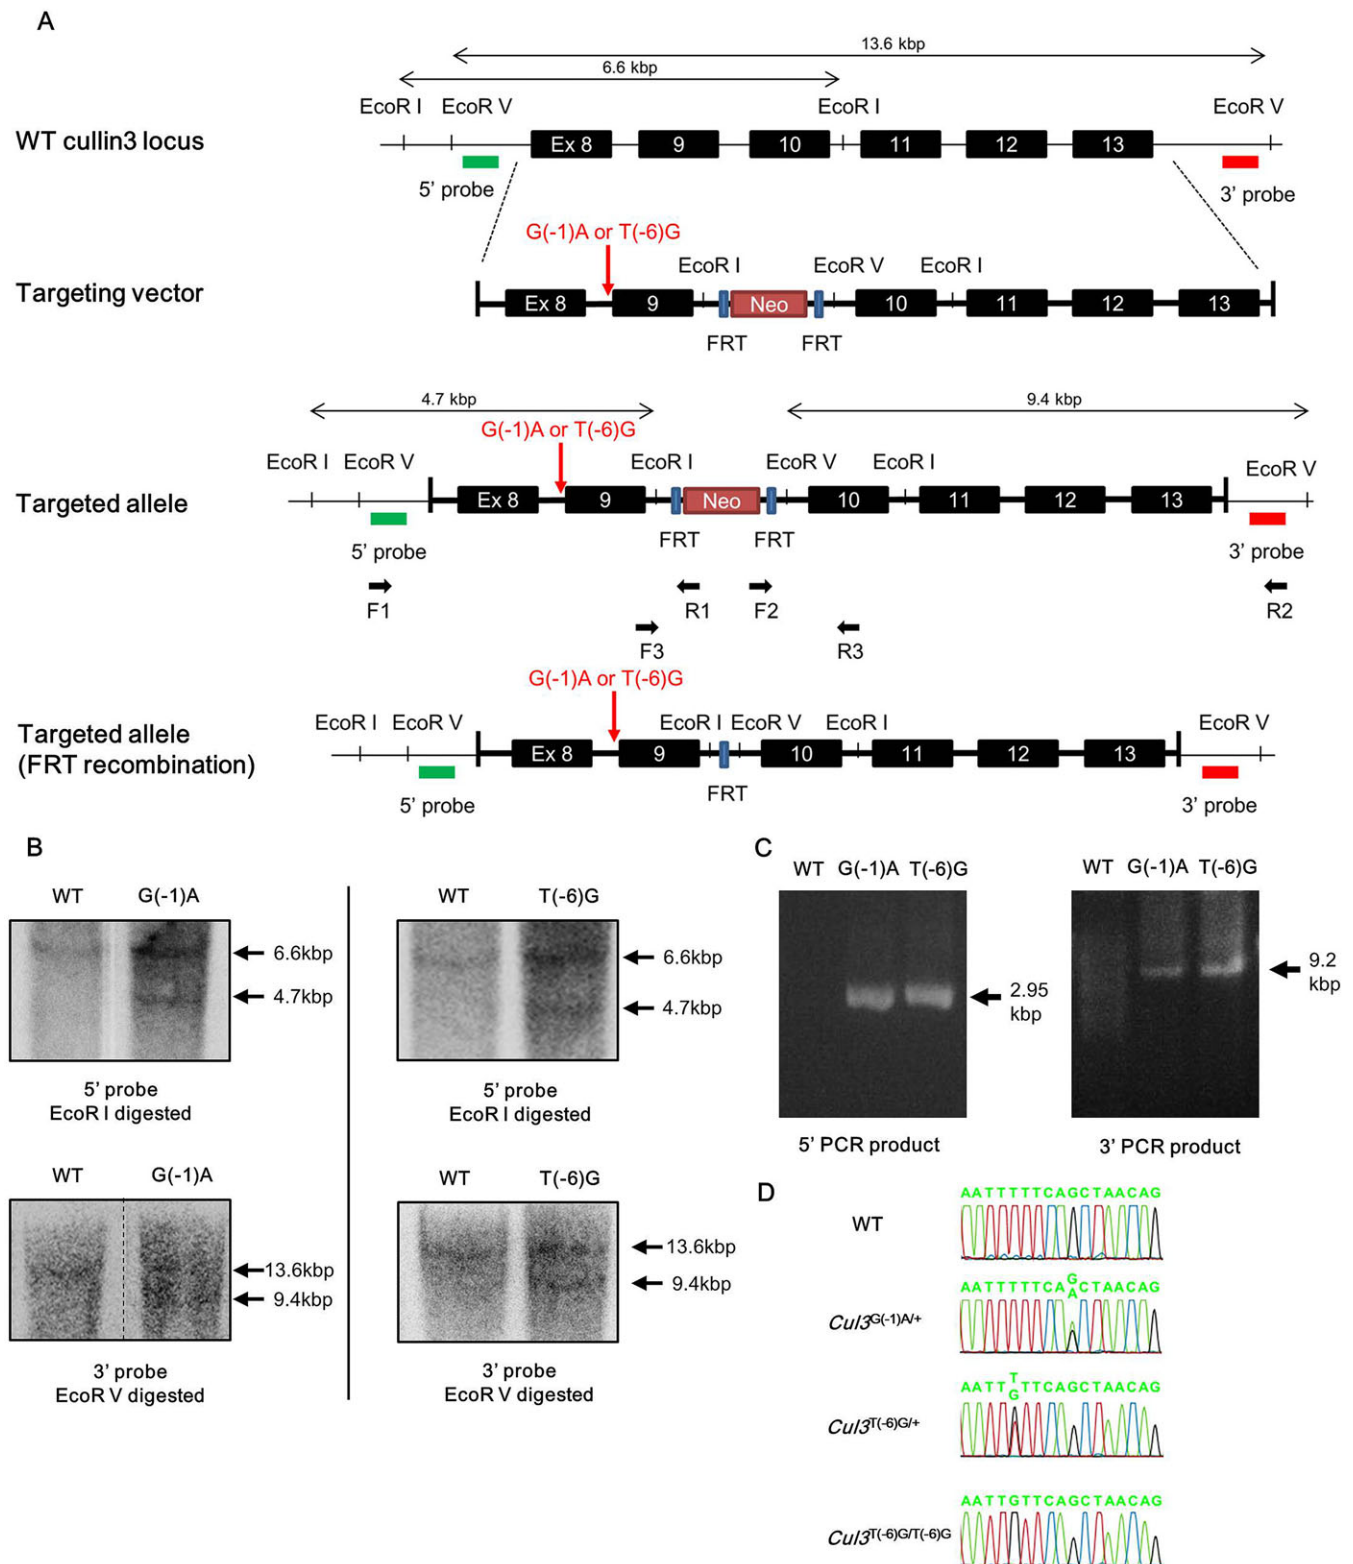 A
13.6 kbp
6.6 kbp
EcoR I EcoR V EcoR I EcoR V
WT cullin3 locus
Ex 8 9 10 11 12 13
5’ probe 3’ probe
G(-1)A or T(-6)G
EcoR I EcoR V EcoR I
Targeting vector
Ex 8 9 Neo 10 11 12 13
FRT FRT
4.7 kbp 9.4 kbp
G(-1)A or T(-6)G
EcoR I EcoR V EcoR I EcoR V EcoR I EcoR V
Targeted allele
Ex 8 9 Neo 10 11 12 13
FRT FRT
5’ probe 3’ probe
F1 R1 F2 R2
F3 R3
G(-1)A or T(-6)G
EcoR I EcoR V EcoR I EcoR V EcoR I EcoR V
Targeted allele
(FRT recombination)
Ex 8 9 10 11 12 13
FRT
5’ probe 3’ probe
B
WT G(-1)A
6.6kbp
4.7kbp
5’ probe
EcoR I digested
WT T(-6)G
6.6kbp
4.7kbp
5’ probe
EcoR I digested
WT G(-1)A
13.6kbp
9.4kbp
3’ probe
EcoR V digested
WT T(-6)G
13.6kbp
9.4kbp
3’ probe
EcoR V digested
C
WT G(-1)A T(-6)G
2.95
kbp
5’ PCR product
WT G(-1)A T(-6)G
9.2
kbp
3’ PCR product
D
AATTTTTCAGCTAACAG
WT
G
AATTTTTCA CTAACAG
A
Cul3G(-1)A/+
T
AATT TTCAGCTAACAG
G
Cul3T(-6)G/+
AATTGTTCAGCTAACAG
Cul3T(-6)G/T(-6)G